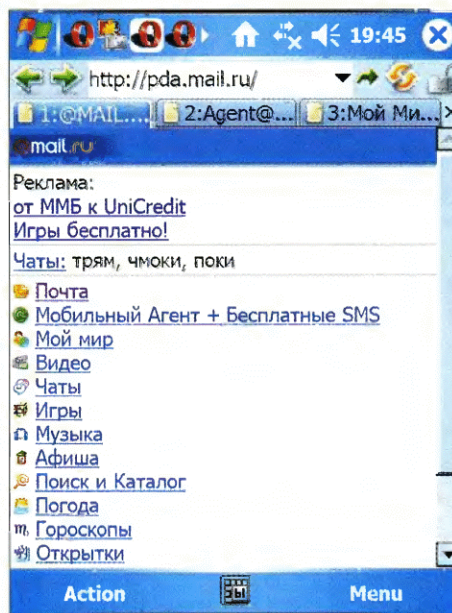 19:45
http://pda.mail.ru/
1:@MAIL.... 2:Agent@... 3:Мой Ми...
@mail.ru
Реклама:
от ММБ к UniCredit
Игры бесплатно!
Чаты: трям, чмоки, поки
Почта
Мобильный Агент + Бесплатные SMS
Мой мир
Видео
Чаты
Игры
Музыка
Афиша
Поиск и Каталог
Погода
Гороскопы
Открытки
Action Menu